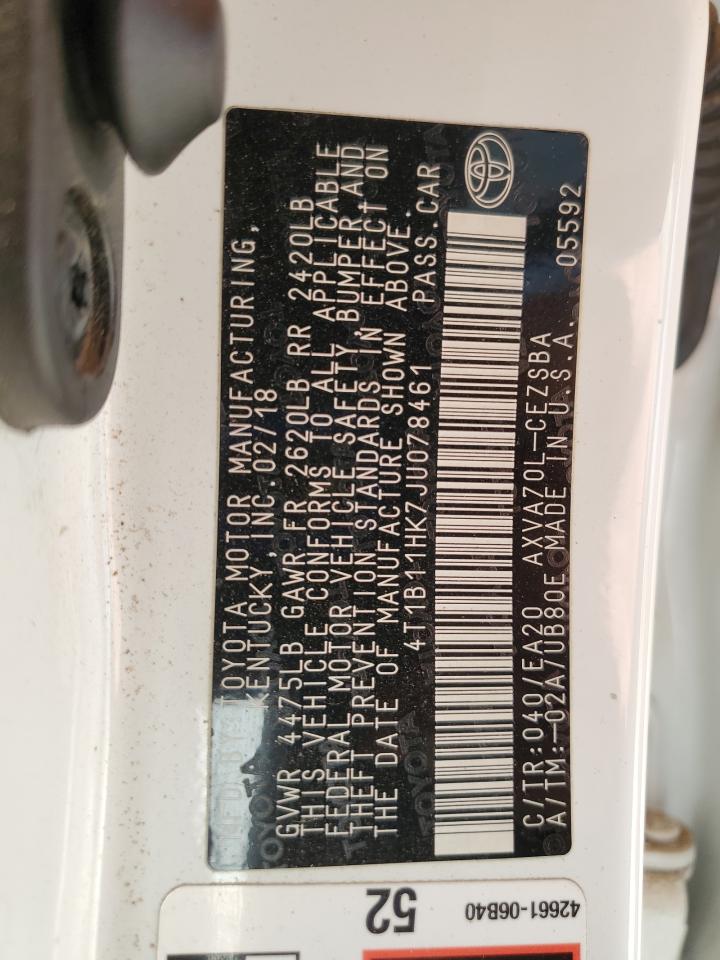 MFD. BY: TOYOTA MOTOR MANUFACTURING,
KENTUCKY, INC. 02/18
GVWR 4475LB GAWR FR 2620LB RR 2420LB
THIS VEHICLE CONFORMS TO ALL APPLICABLE
FEDERAL MOTOR VEHICLE SAFETY, BUMPER, AND
THEFT PREVENTION STANDARDS IN EFFECT ON
THE DATE OF MANUFACTURE SHOWN ABOVE.
4T1B11HK7JU078461 PASS. CAR
C/TR:040/EA20 AXVA70L-CEZSBA
A/TM:-02A/UB80E MADE IN U.S.A. 05592
52
42661-06B40